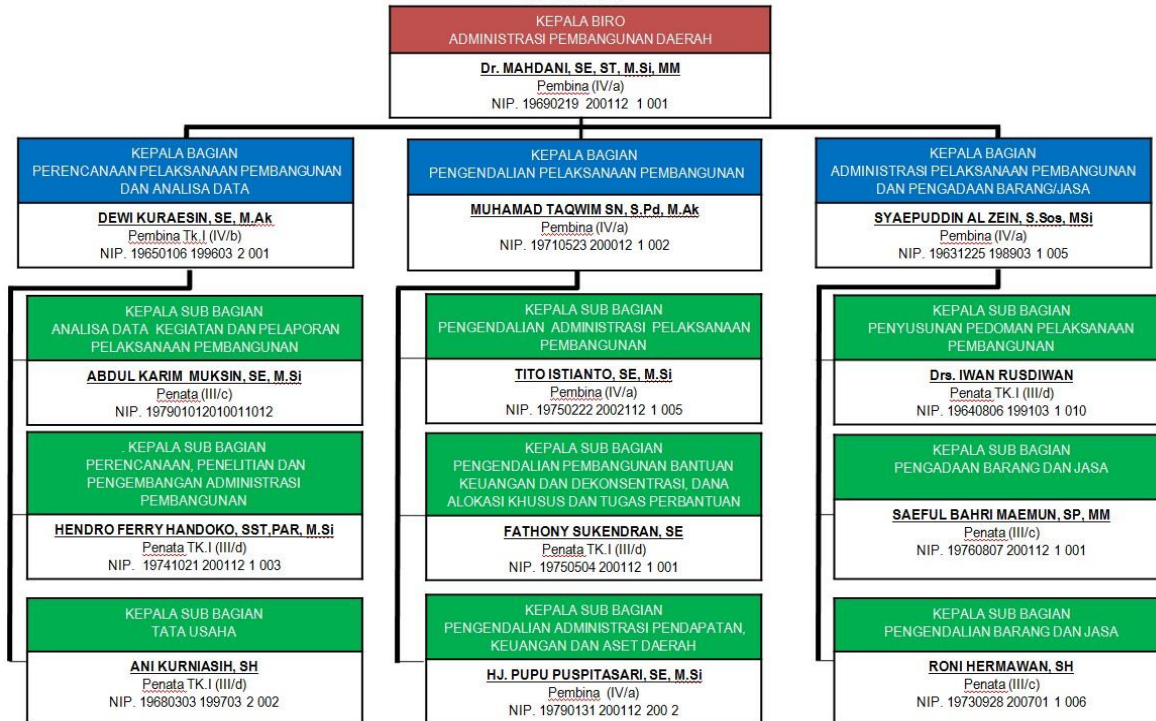 KEPALA BIRO
ADMINISTRASI PEMBANGUNAN DAERAH
Dr. MAHDANI, SE, ST, M.Si, MM
Pembina (IV/a)
NIP. 19690219 200112 1 001
KEPALA BAGIAN
PERENCANAAN PELAKSANAAN PEMBANGUNAN
DAN ANALISA DATA
DEWI KURAESIN, SE, M.Ak
Pembina Tk.I (IV/b)
NIP. 19650106 199603 2 001
KEPALA BAGIAN
PENGENDALIAN PELAKSANAAN PEMBANGUNAN
MUHAMAD TAQWIM SN, S.Pd, M.Ak
Pembina (IV/a)
NIP. 19710523 200012 1 002
KEPALA BAGIAN
ADMINISTRASI PELAKSANAAN PEMBANGUNAN
DAN PENGADAAN BARANG/JASA
SYAEPUDDIN AL ZEIN, S.Sos, MSi
Pembina (IV/a)
NIP. 19631225 198903 1 005
KEPALA SUB BAGIAN
ANALISA DATA KEGIATAN DAN PELAPORAN
PELAKSANAAN PEMBANGUNAN
ABDUL KARIM MUKSIN, SE, M.Si
Penata (III/c)
NIP. 197901012010011012
. KEPALA SUB BAGIAN
PERENCANAAN, PENELITIAN DAN
PENGEMBANGAN ADMINISTRASI
PEMBANGUNAN
HENDRO FERRY HANDOKO, SST,PAR, M.Si
Penata TK.I (III/d)
NIP. 19741021 200112 1 003
KEPALA SUB BAGIAN
TATA USAHA
ANI KURNIASIH, SH
Penata TK.I (III/d)
NIP. 19680303 199703 2 002
KEPALA SUB BAGIAN
PENGENDALIAN ADMINISTRASI PELAKSANAAN
PEMBANGUNAN
TITO ISTIANTO, SE, M.Si
Pembina (IV/a)
NIP. 19750222 2002112 1 005
KEPALA SUB BAGIAN
PENGENDALIAN PEMBANGUNAN BANTUAN
KEUANGAN DAN DEKONSENTRASI, DANA
ALOKASI KHUSUS DAN TUGAS PERBANTUAN
FATHONY SUKENDRAN, SE
Penata TK.I (III/d)
NIP. 19750504 200112 1 001
KEPALA SUB BAGIAN
PENGENDALIAN ADMINISTRASI PENDAPATAN,
KEUANGAN DAN ASET DAERAH
HJ. PUPU PUSPITASARI, SE, M.Si
Pembina (IV/a)
NIP. 19790131 200112 200 2
KEPALA SUB BAGIAN
PENYUSUNAN PEDOMAN PELAKSANAAN
PEMBANGUNAN
Drs. IWAN RUSDIWAN
Penata TK.I (III/d)
NIP. 19640806 199103 1 010
KEPALA SUB BAGIAN
PENGADAAN BARANG DAN JASA
SAEFUL BAHRI MAEMUN, SP, MM
Penata (III/c)
NIP. 19760807 200112 1 001
KEPALA SUB BAGIAN
PENGENDALIAN BARANG DAN JASA
RONI HERMAWAN, SH
Penata (III/c)
NIP. 19730928 200701 1 006